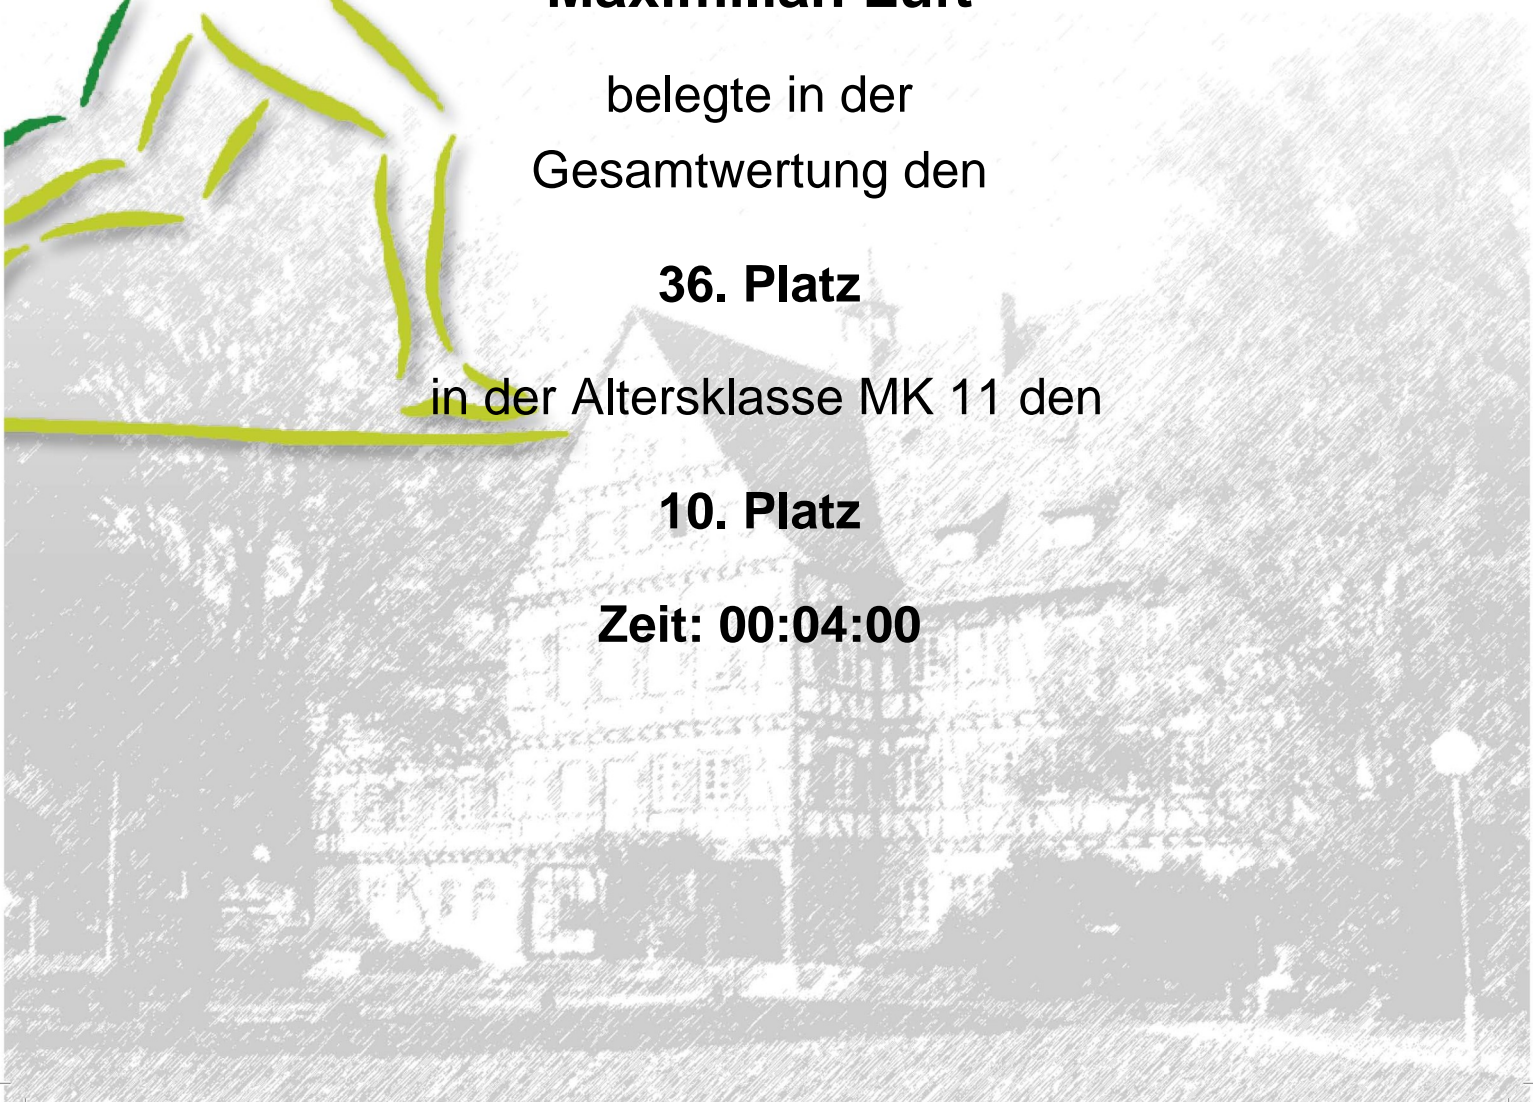 belegte in der
Gesamtwertung den
36. Platz
in der Altersklasse MK 11 den
10. Platz
Zeit: 00:04:00